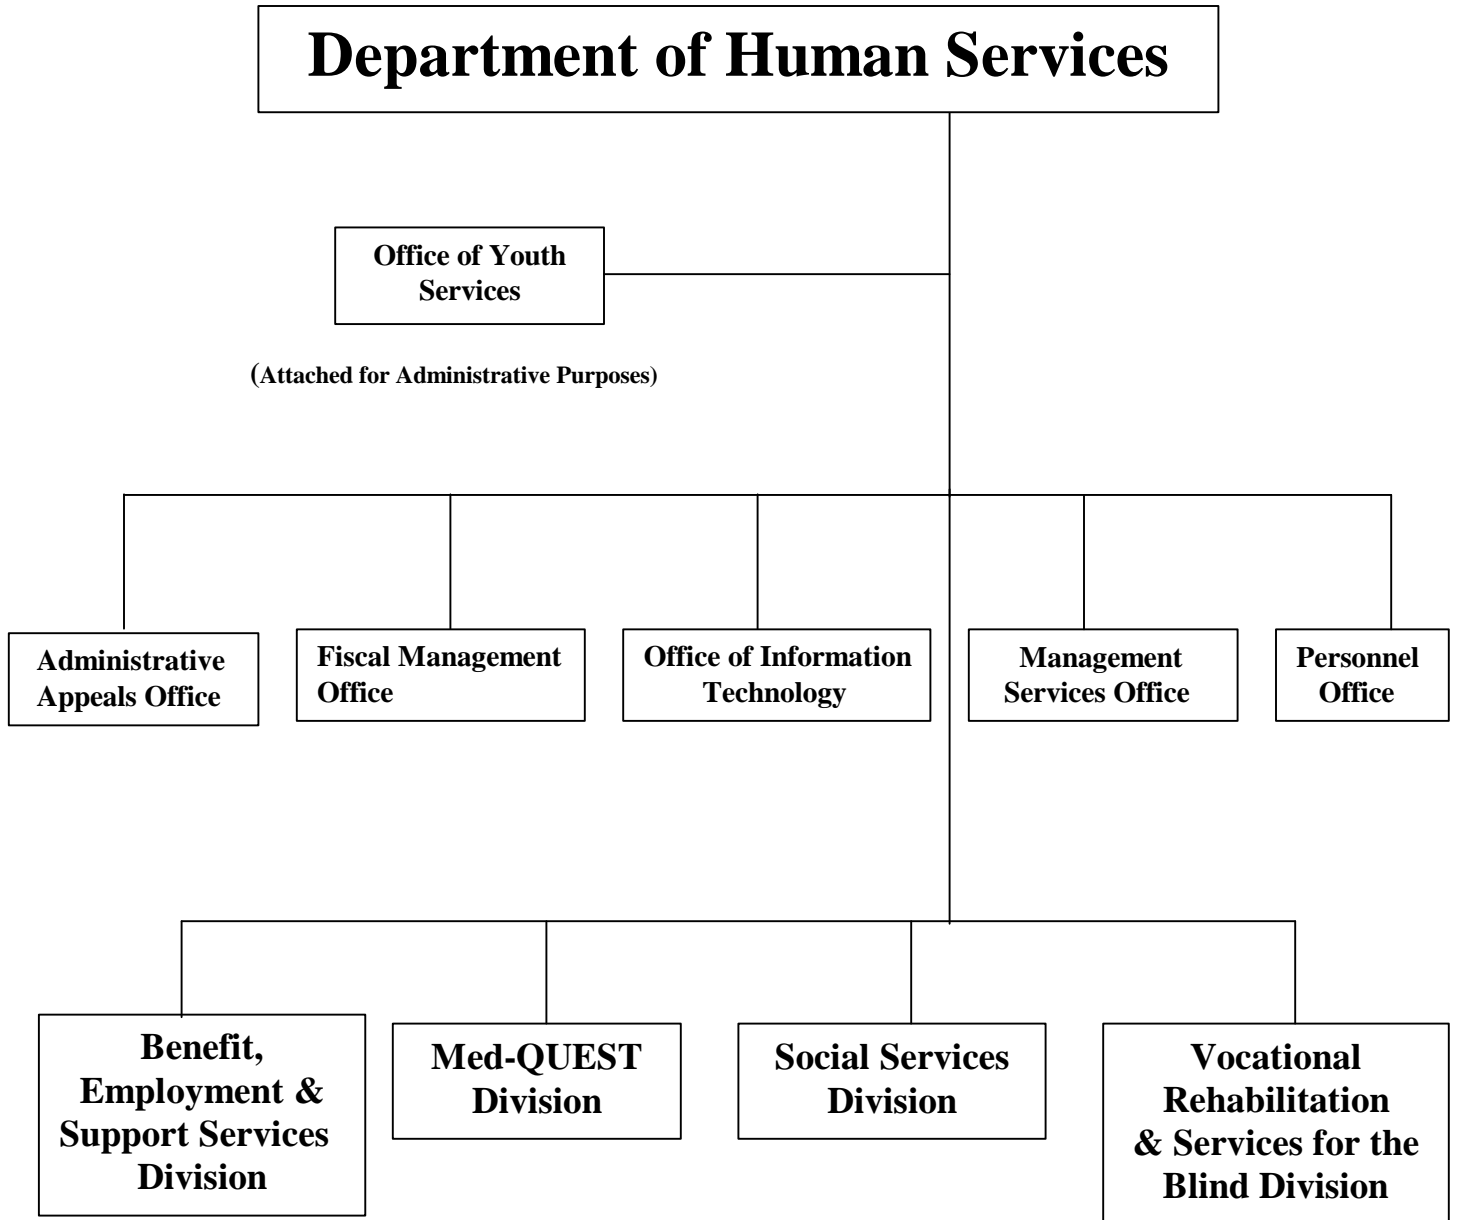 Department of Human Services
Office of Youth
Services
(Attached for Administrative Purposes)
Administrative
Appeals Office
Fiscal Management
Office
Office of Information
Technology
Management
Services Office
Personnel
Office
Benefit,
Employment &
Support Services
Division
Med-QUEST
Division
Social Services
Division
Vocational
Rehabilitation
& Services for the
Blind Division